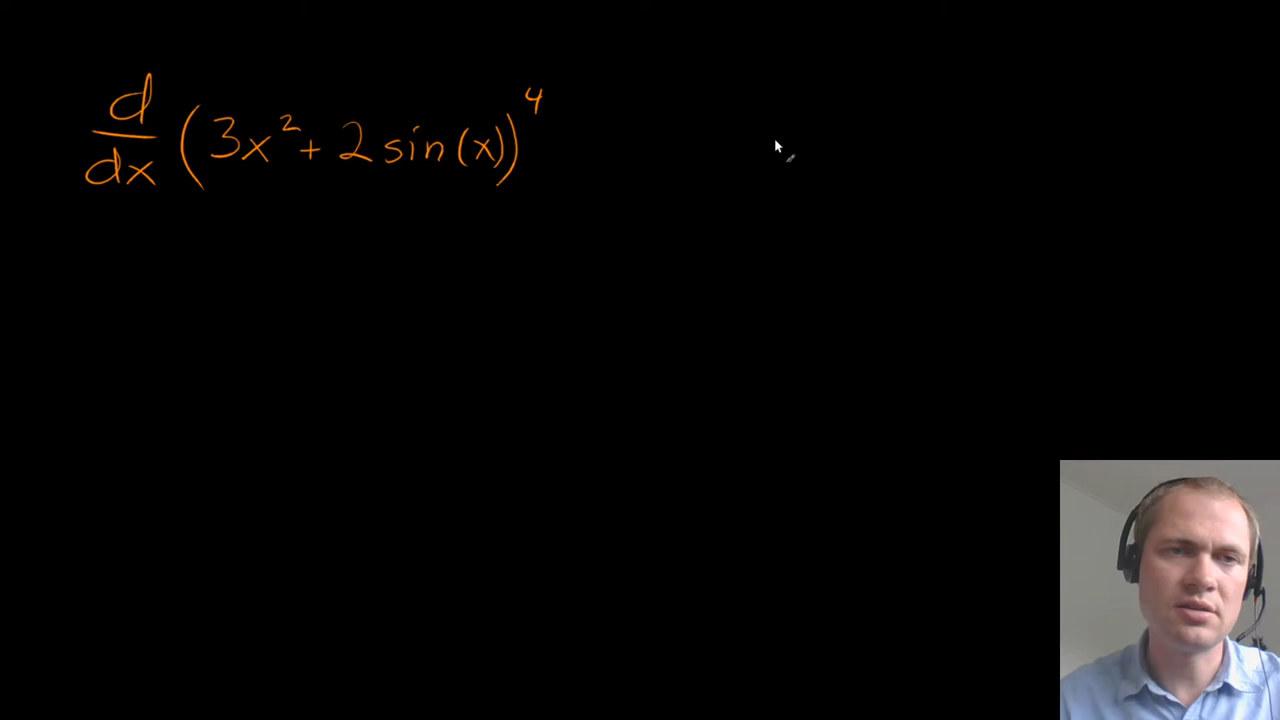 d/dx (3x² + 2 sin(x))⁴